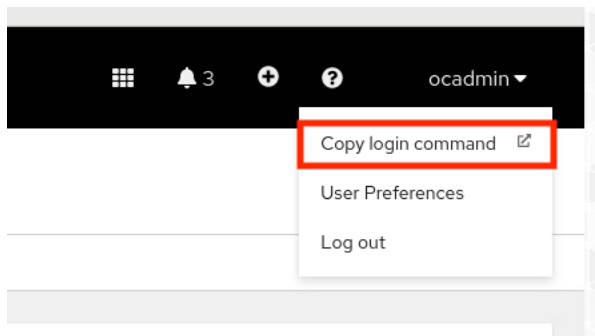 3
ocadmin
Copy login command
User Preferences
Log out